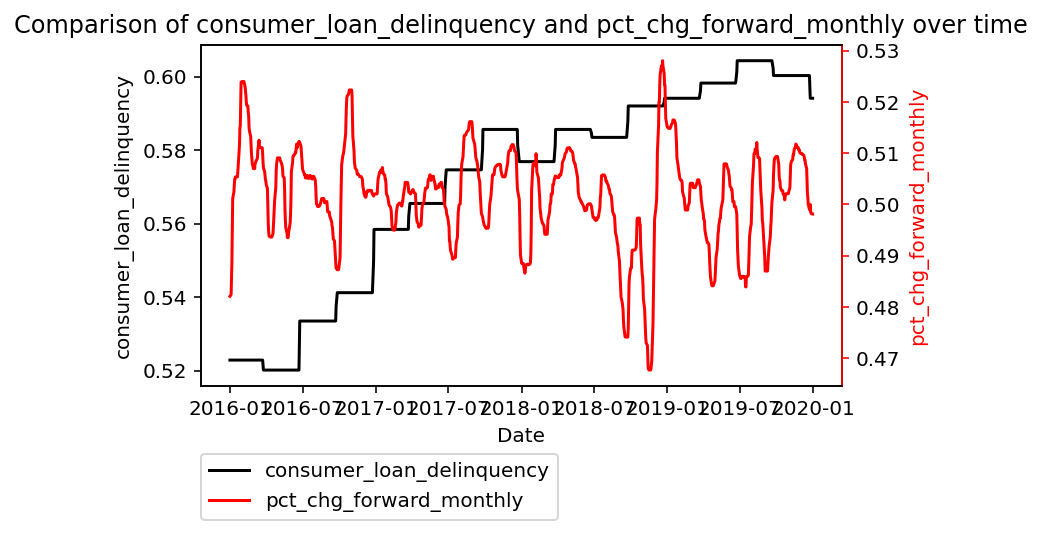 Comparison of consumer_loan_delinquency and pct_chg_forward_monthly over time
consumer_loan_delinquency
0.60
0.58
0.56
0.54
0.52
0.53
0.52
0.51
0.50
0.49
0.48
0.47
pct_chg_forward_monthly
2016-01 2016-07 2017-01 2017-07 2018-01 2018-07 2019-01 2019-07 2020-01
Date
consumer_loan_delinquency
pct_chg_forward_monthly